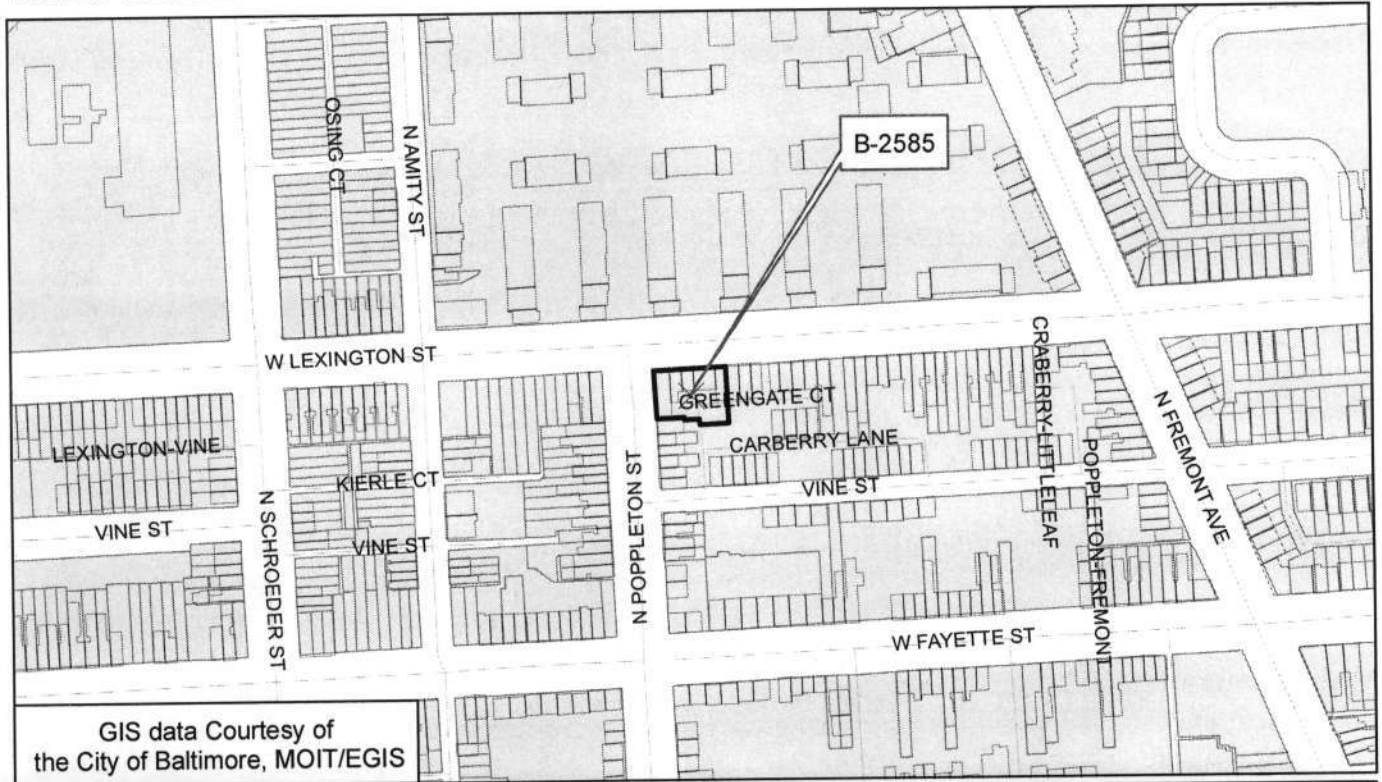 OSING CT
N AMITY ST
B-2585
W LEXINGTON ST
GREENGATE CT
CRABERRY-LITTLELEAF
N FREMONT AVE
LEXINGTON-VINE
KIERLE CT
CARBERRY LANE
POPPLETON-FREMONT
VINE ST
N SCHROEDER ST
VINE ST
N POPPLETON ST
VINE ST
W FAYETTE ST
GIS data Courtesy of
the City of Baltimore, MOIT/EGIS